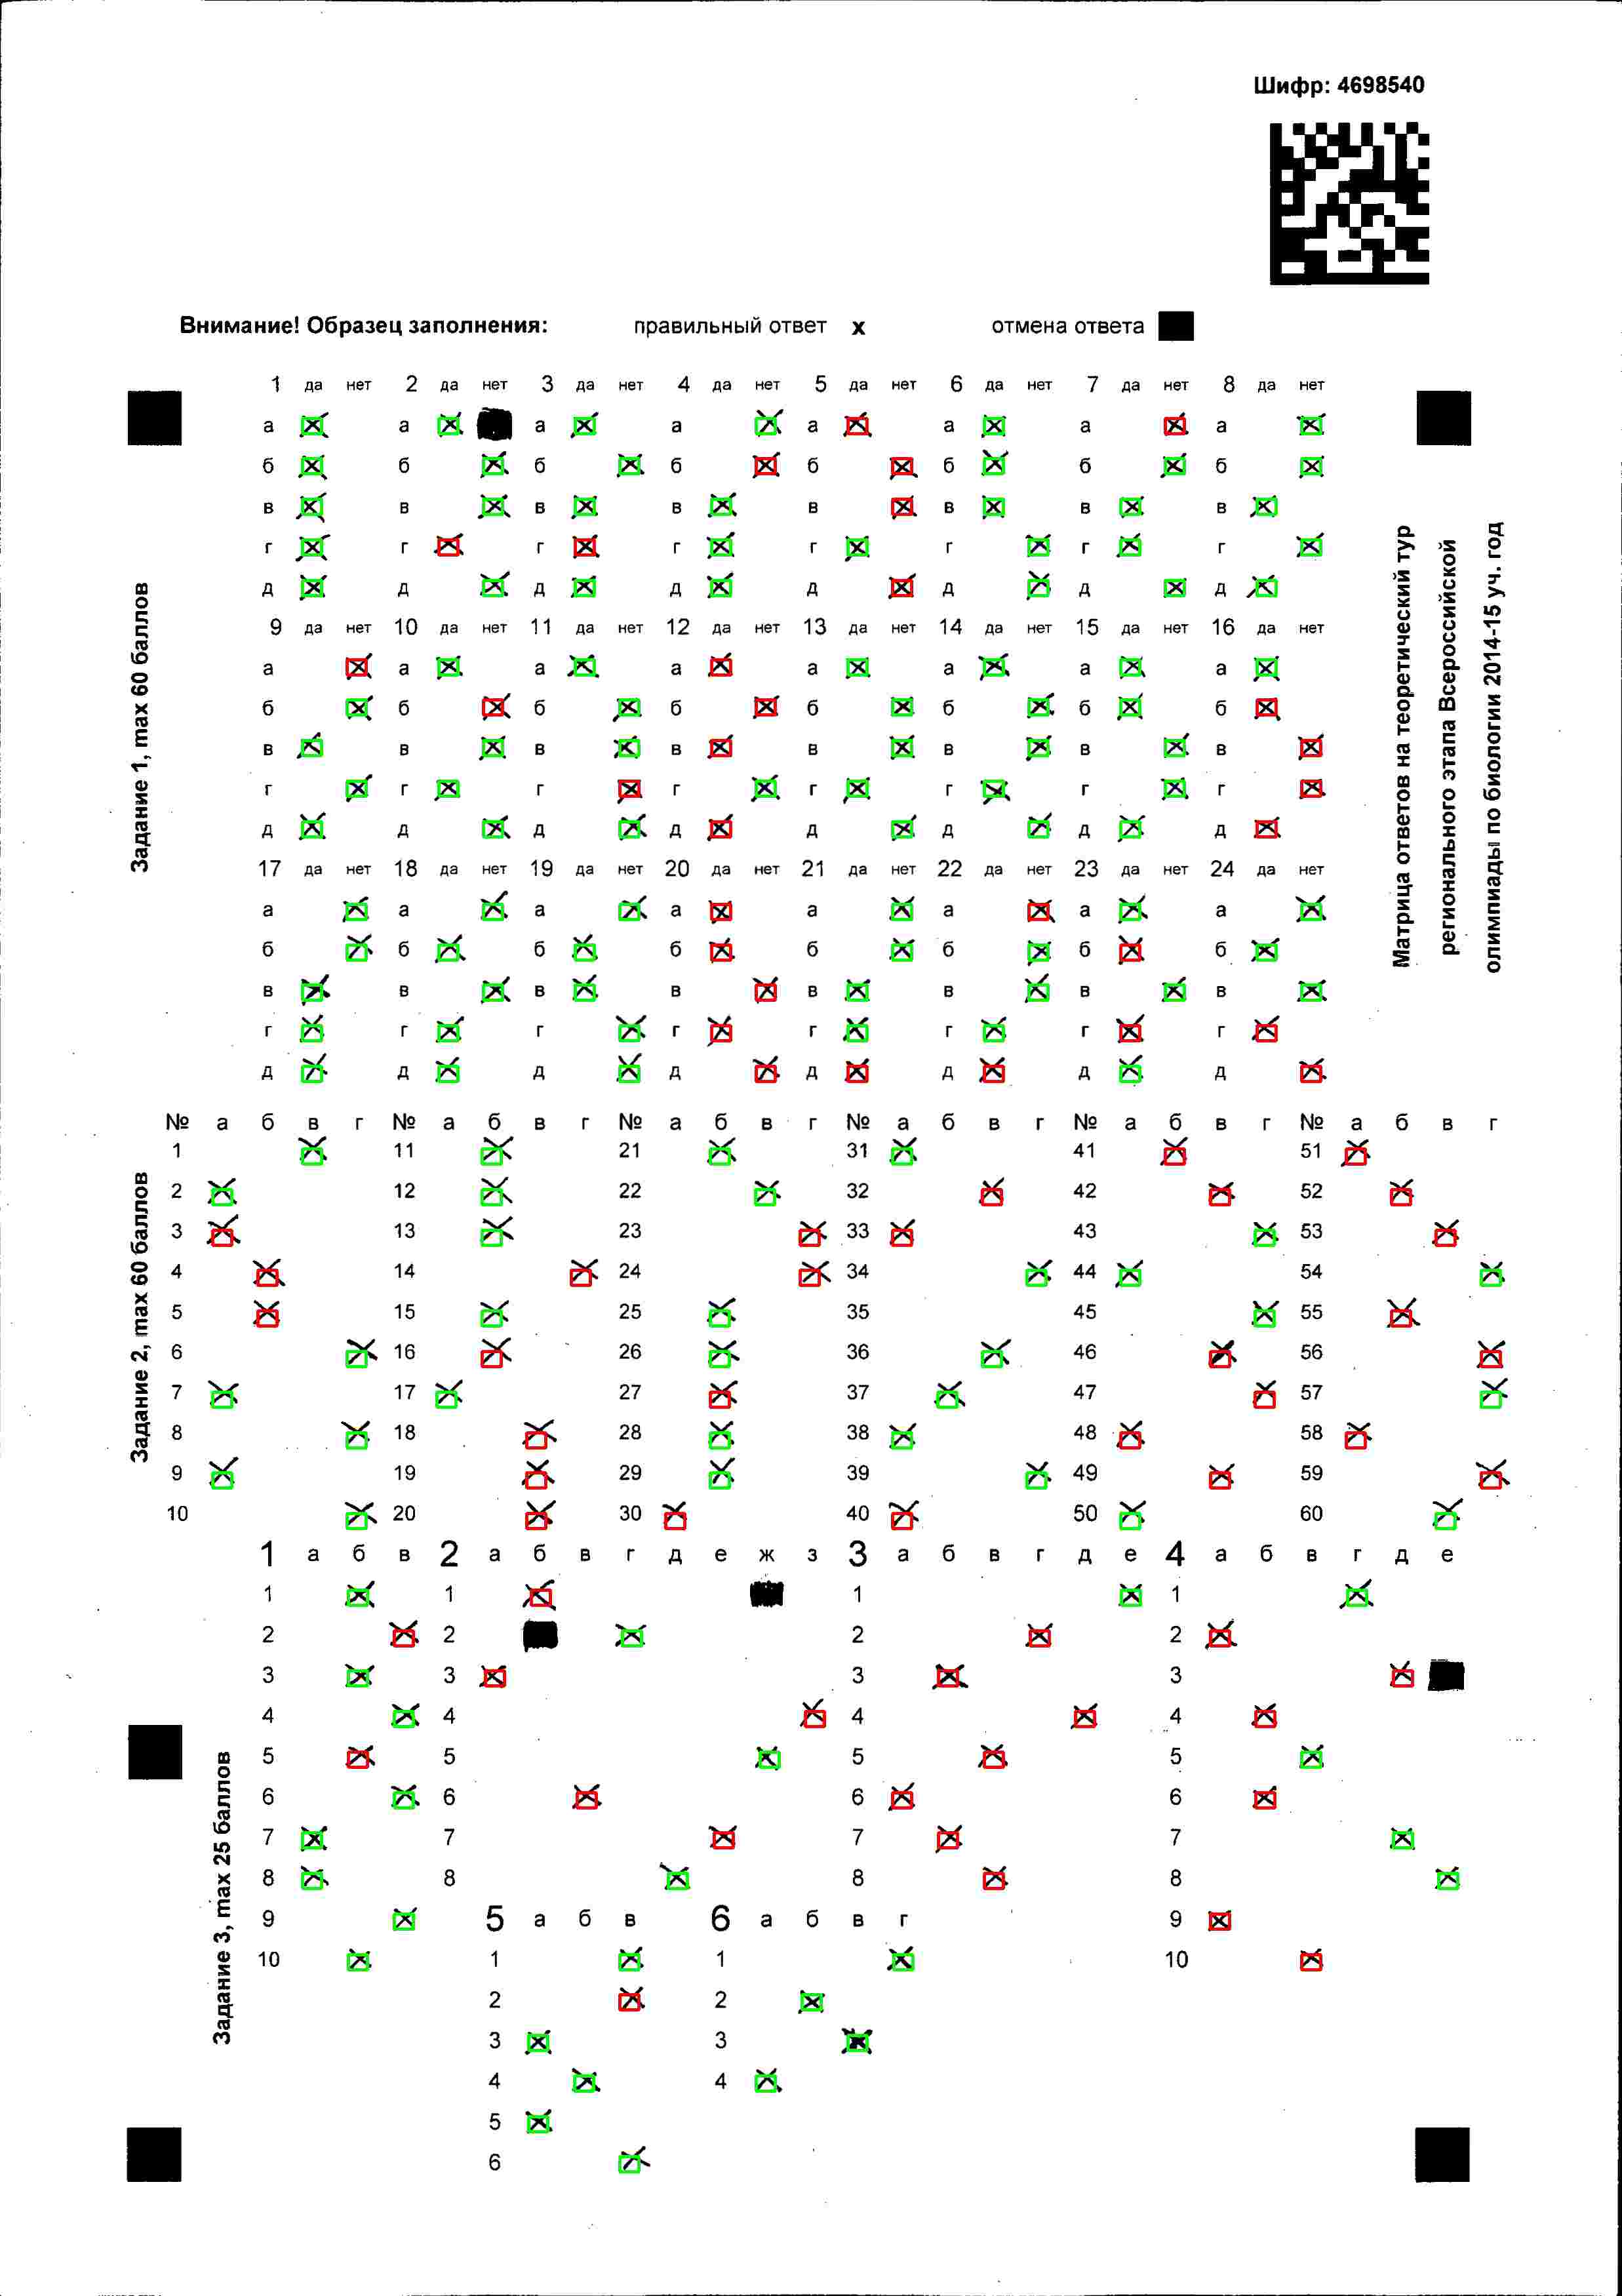 Шифр: 4698540
Внимание! Образец заполнения: правильный ответ х отмена ответа
1 да нет 2 да нет 3 да нет 4 да нет 5 да нет 6 да нет 7 да нет 8 да нет
а а а а а а а а
б б б б б б б б
в в в в в в в в
г г г г г г г г
д д д д д д д д
9 да нет 10 да нет 11 да нет 12 да нет 13 да нет 14 да нет 15 да нет 16 да нет
а а а а а а а а
б б б б б б б б
в в в в в в в в
г г г г г г г г
д д д д д д д д
17 да нет 18 да нет 19 да нет 20 да нет 21 да нет 22 да нет 23 да нет 24 да нет
а а а а а а а а
б б б б б б б б
в в в в в в в в
г г г г г г г г
д д д д д д д д
Задание 1, max 60 баллов
Матрица ответов на теоретический тур
регионального этапа Всероссийской
олимпиады по биологии 2014-15 уч. год
№ а б в г № а б в г № а б в г № а б в г № а б в г № а б в г
1 11 21 31 41 51
2 12 22 32 42 52
3 13 23 33 43 53
4 14 24 34 44 54
5 15 25 35 45 55
6 16 26 36 46 56
7 17 27 37 47 57
8 18 28 38 48 58
9 19 29 39 49 59
10 20 30 40 50 60
Задание 2, max 60 баллов
1 а б в 2 а б в г д е ж з 3 а б в г д е 4 а б в г д е
1 1 1 1
2 2 2 2
3 3 3 3
4 4 4 4
5 5 5 5
6 6 6 6
7 7 7 7
8 8 8 8
9 5 а б в 6 а б в г 9
10 1 1 10
2 2
3 3
4 4
5
6
Задание 3, max 25 баллов